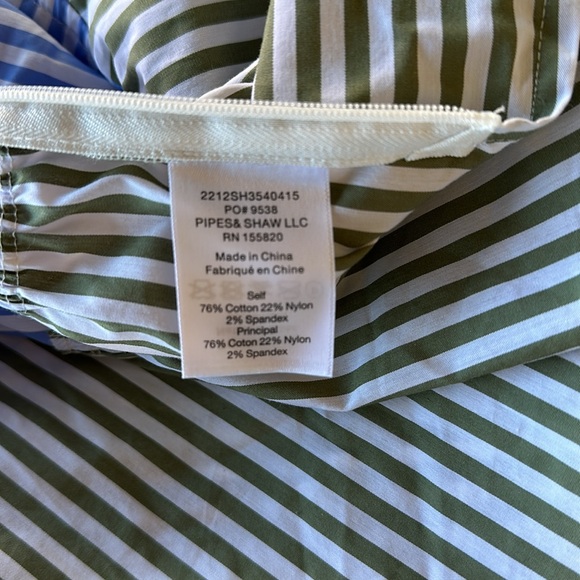 2212SH3540415
PO# 9538
PIPES& SHAW LLC
RN 155820
Made in China
Fabriqué en Chine
Self
76% Cotton 22% Nylon
2% Spandex
Principal
76% Coton 22% Nylon
2% Spandex